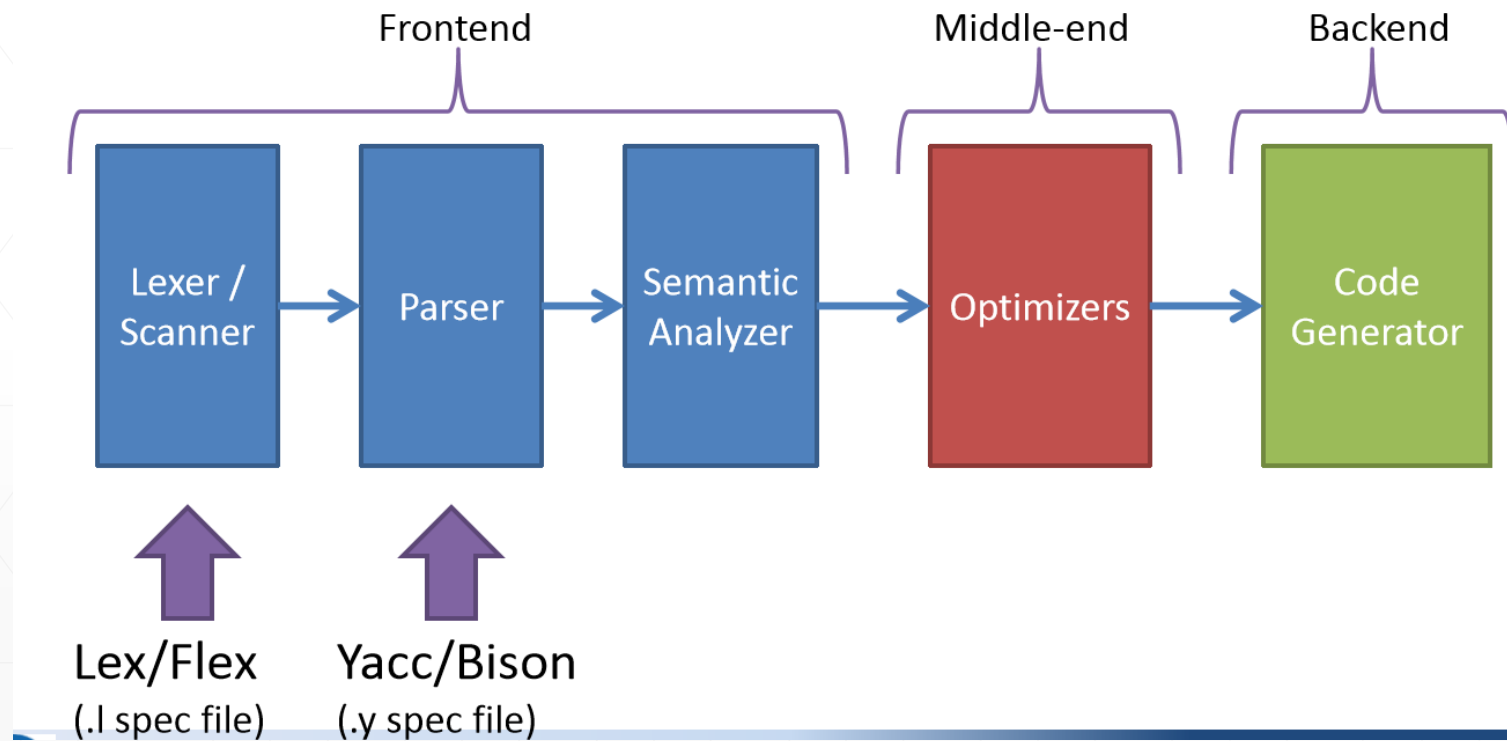 Frontend
Middle-end
Backend
Lexer /
Scanner
Parser
Semantic
Analyzer
Optimizers
Code
Generator
Lex/Flex
(.l spec file)
Yacc/Bison
(.y spec file)